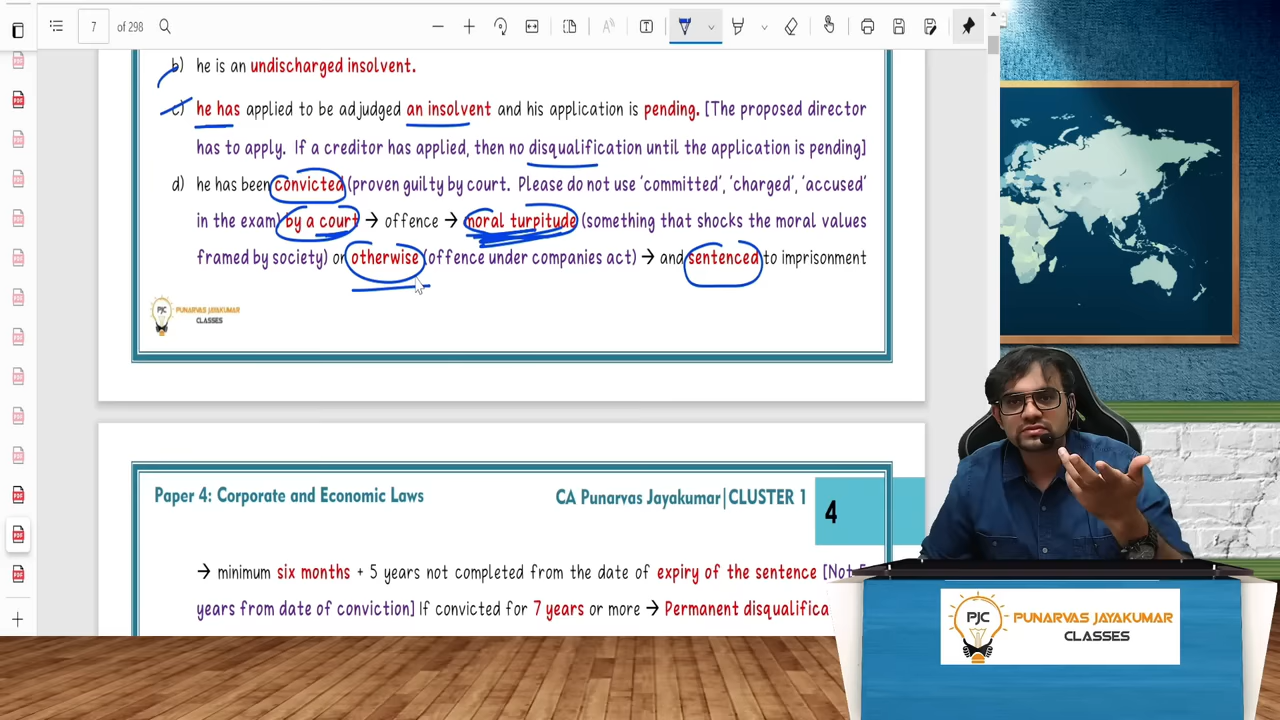 7 of 298
b) he is an undischarged insolvent.
c) he has applied to be adjudged an insolvent and his application is pending. [The proposed director
has to apply. If a creditor has applied, then no disqualification until the application is pending]
d) he has been convicted (proven guilty by court. Please do not use 'committed', 'charged', 'accused'
in the exam) by a court → offence → moral turpitude (something that shocks the moral values
framed by society) or otherwise (offence under companies act) → and sentenced to imprisonment
PJC PUNARVAS JAYAKUMAR
CLASSES
Paper 4: Corporate and Economic Laws CA Punarvas Jayakumar|CLUSTER 1 4
→ minimum six months + 5 years not completed from the date of expiry of the sentence [Not 5
years from date of conviction] If convicted for 7 years or more → Permanent disqualifica
PJC PUNARVAS JAYAKUMAR
CLASSES